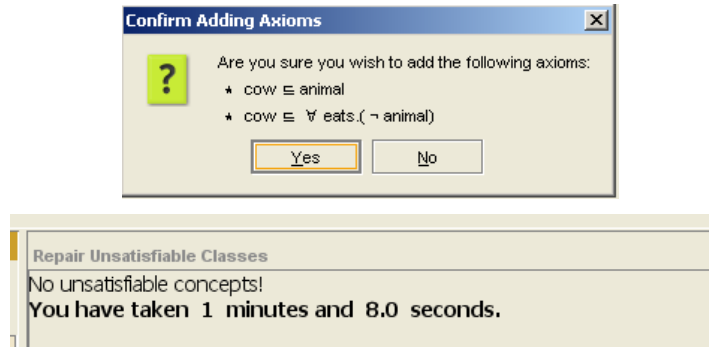 Confirm Adding Axioms
?
Are you sure you wish to add the following axioms:
★ cow ⊑ animal
★ cow ⊑ ∀ eats.( ¬ animal)
Yes No
Repair Unsatisfiable Classes
No unsatisfiable concepts!
You have taken 1 minutes and 8.0 seconds.